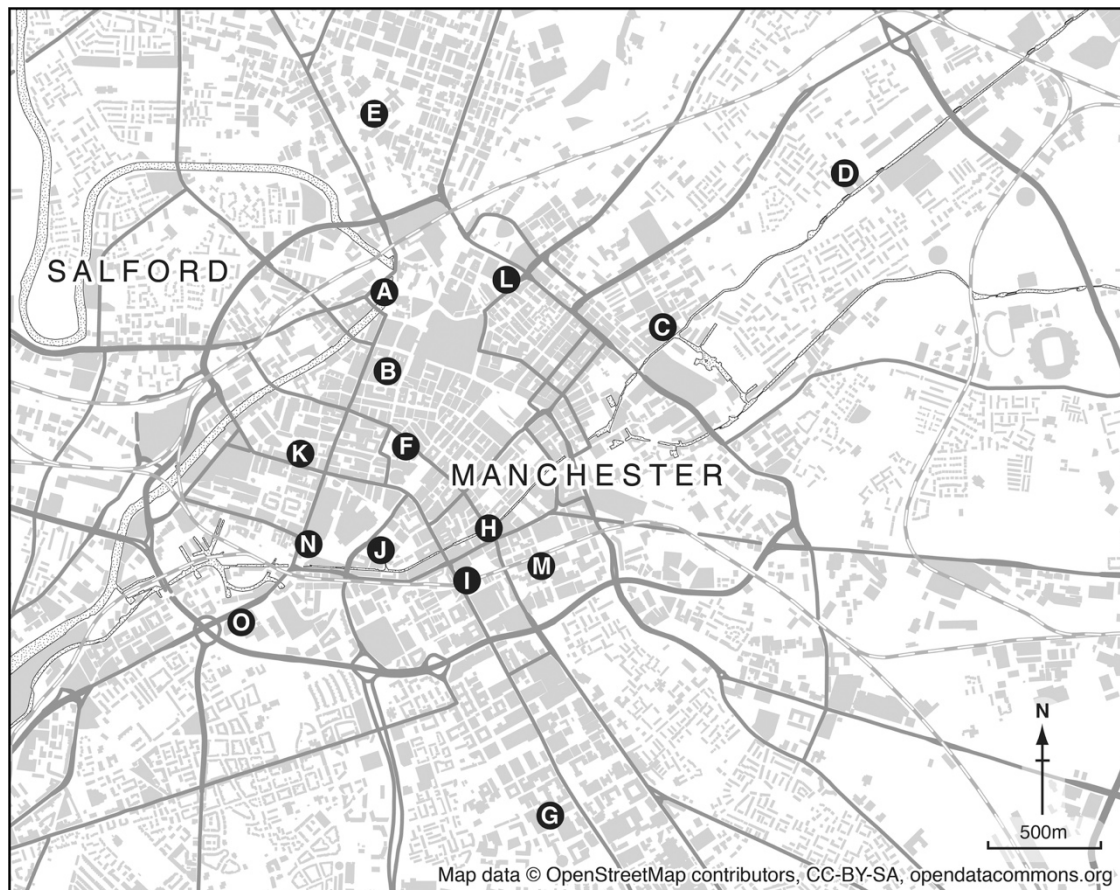 E
D
SALFORD
A
L
C
B
K
F
MANCHESTER
H
N
J
I
M
O
N
G
500m
Map data © OpenStreetMap contributors, CC-BY-SA, opendatacommons.org